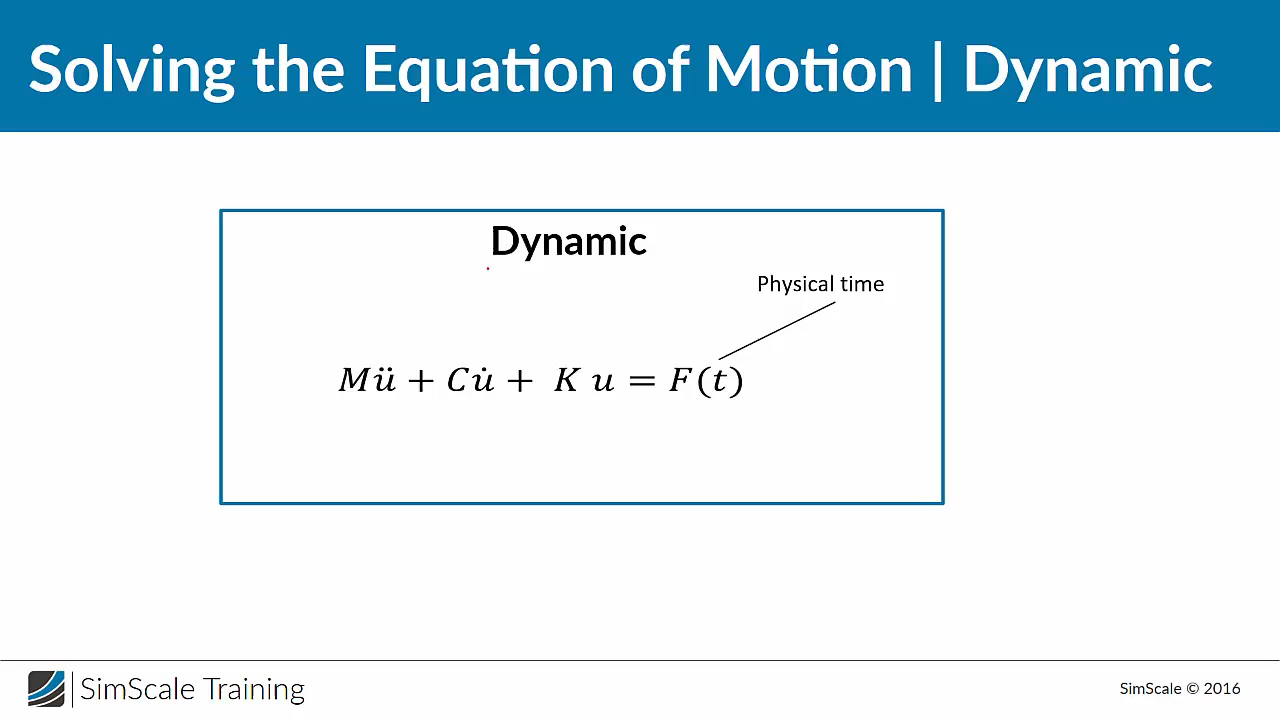 Solving the Equation of Motion | Dynamic
Dynamic
Physical time
Mü + Cu̇ + K u = F(t)
SimScale Training
SimScale © 2016